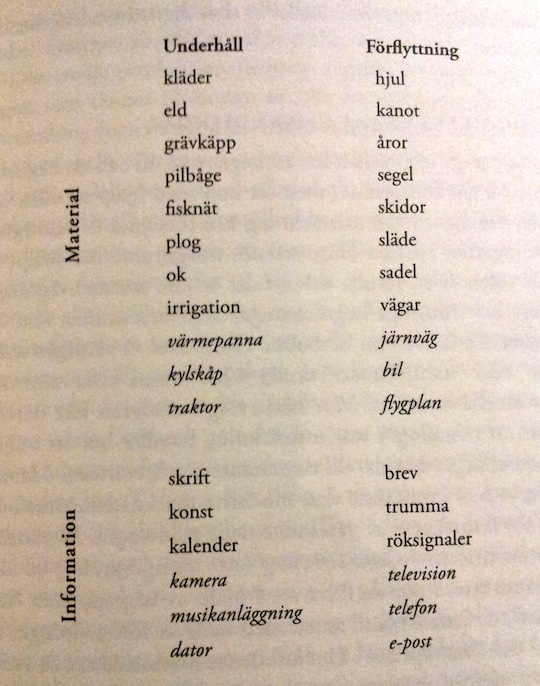 Underhåll Förflyttning
kläder hjul
eld kanot
grävkäpp åror
pilbåge segel
fisknät skidor
plog släde
ok sadel
irrigation vägar
värmepanna järnväg
kylskåp bil
traktor flygplan
Material
skrift brev
konst trumma
kalender röksignaler
kamera television
musikanläggning telefon
dator e-post
Information